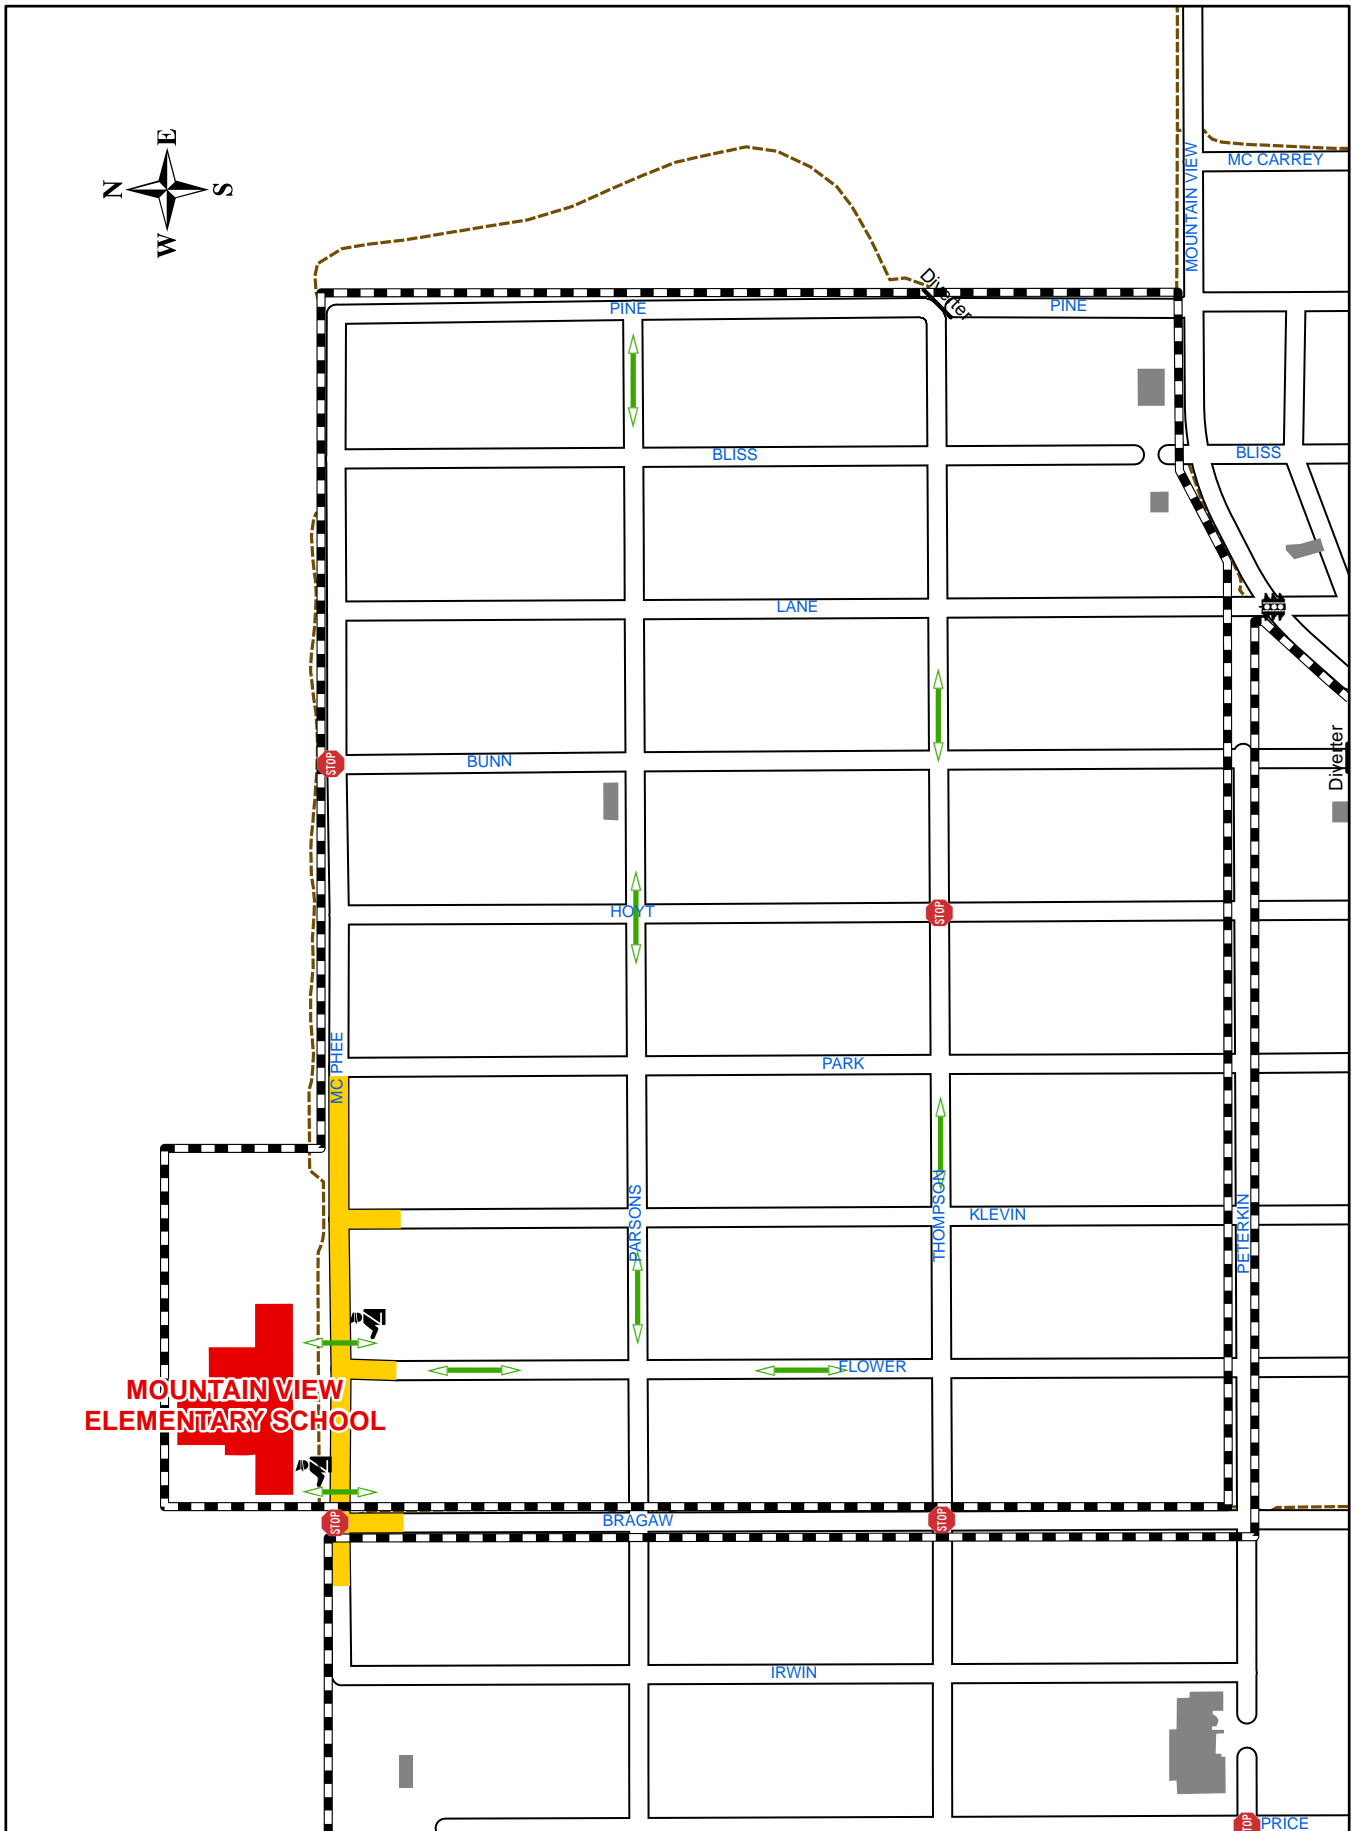 E
N
S
W
MC CARREY
MOUNTAIN VIEW
Diverter
PINE
PINE
BLISS
BLISS
LANE
STOP
BUNN
Diverter
HOYT
STOP
MC PHEE
PARK
PARSONS
THOMPSON
KLEVIN
PETERKIN
FLOWER
MOUNTAIN VIEW
ELEMENTARY SCHOOL
STOP
BRAGAW
STOP
IRWIN
STOP
PRICE